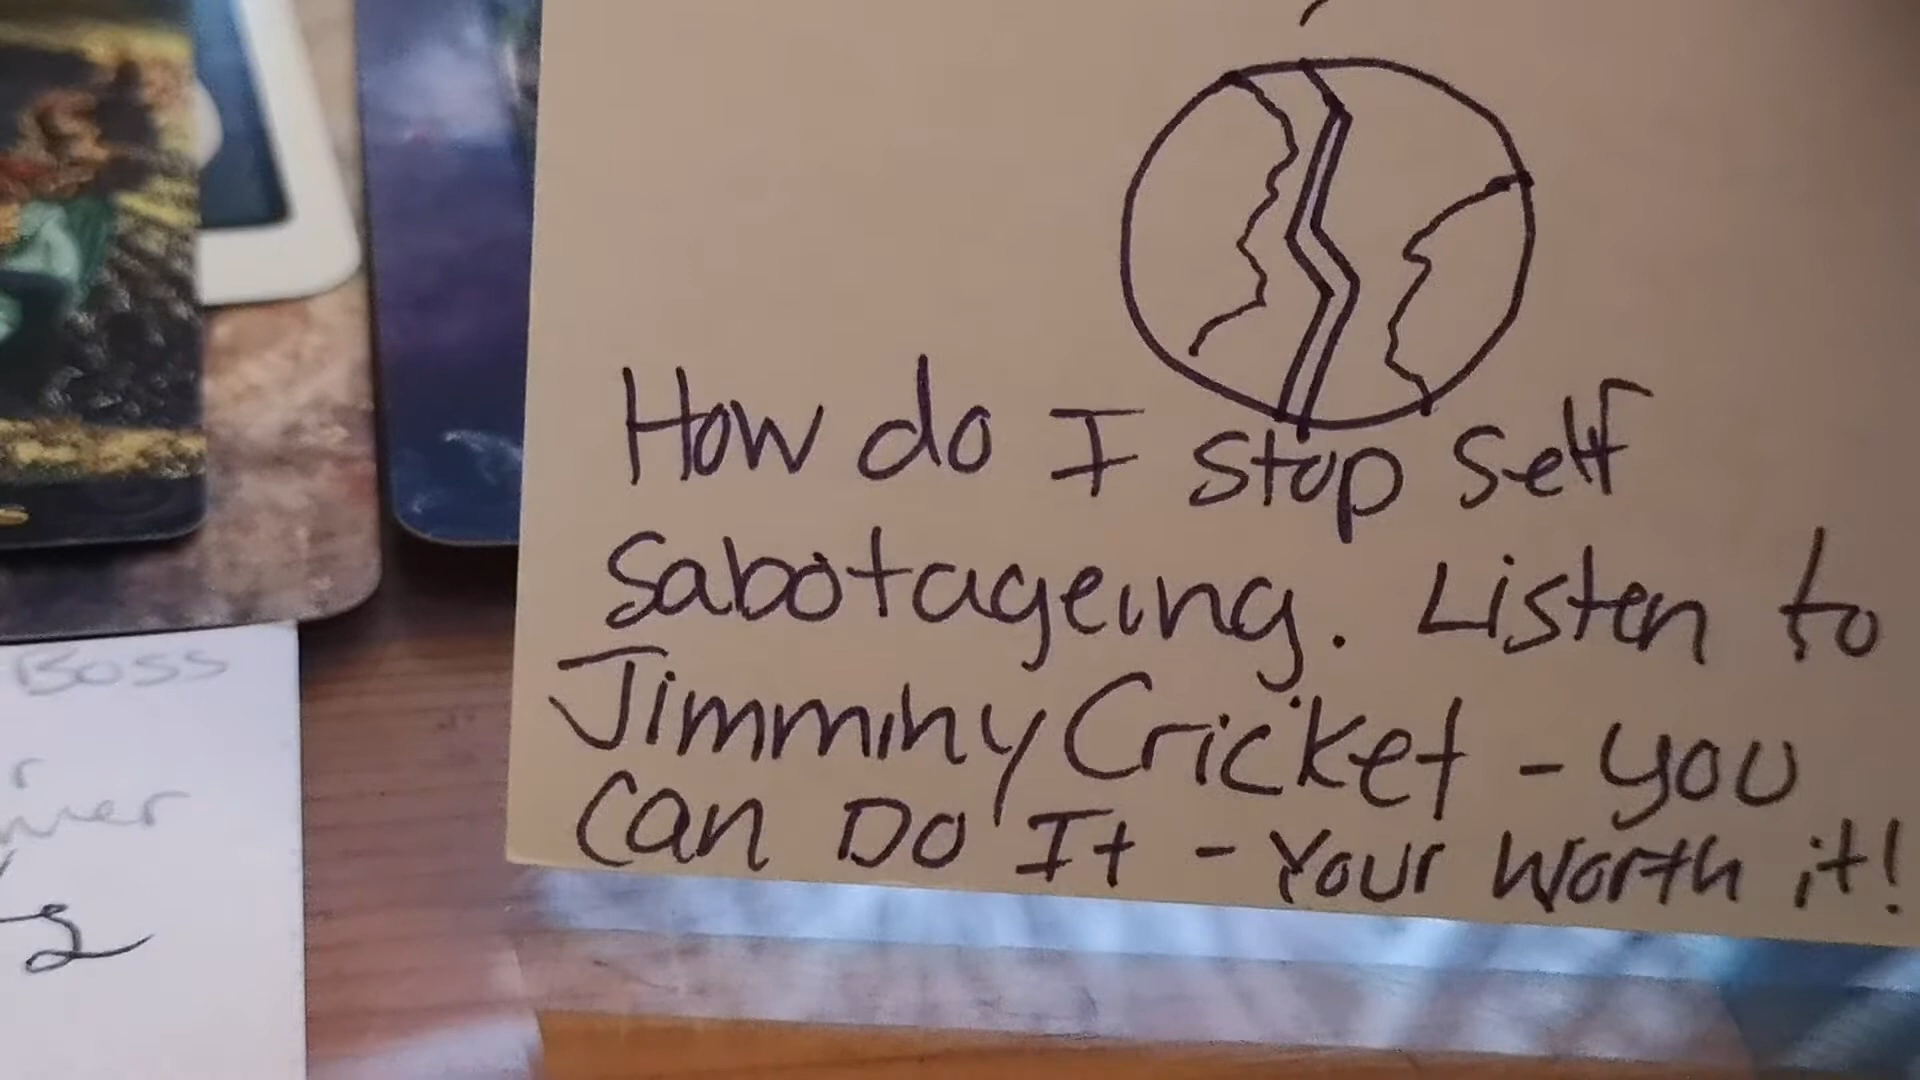 How do I stop self
Sabotageing. Listen to
Jimminy Cricket - you
Can Do It - Your Worth it!
Boss
r